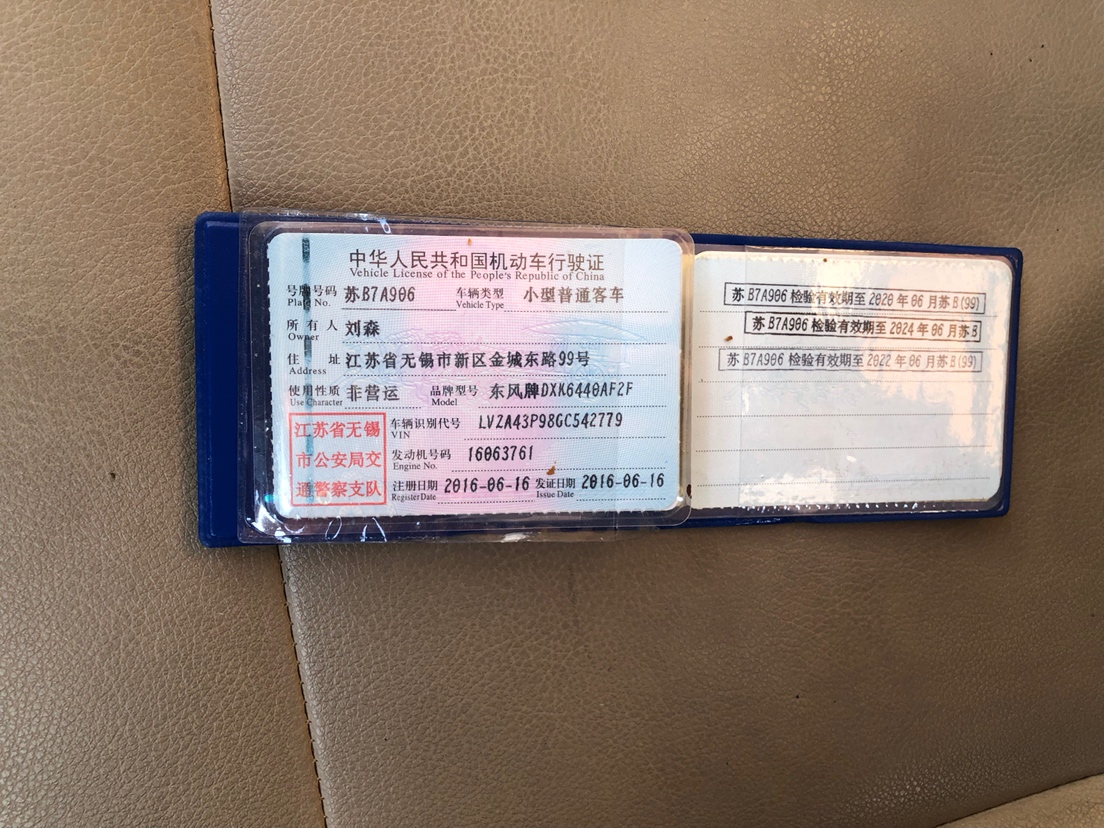 中华人民共和国机动车行驶证
Vehicle License of the People's Republic of China
号牌号码 苏B7A906 车辆类型 小型普通客车
Plate No. Vehicle Type
所有人 刘森
Owner
住址 江苏省无锡市新区金城东路99号
Address
使用性质 非营运 品牌型号 东风牌DXK6440AF2F
Use Character Model
江苏省无锡
市公安局交
通警察支队
车辆识别代号 LVZA43P98GC542779
VIN
发动机号码 16063761
Engine No.
注册日期 2016-06-16 发证日期 2016-06-16
Register Date Issue Date
苏B7A906检验有效期至2020年06月苏B(99)
苏B7A906检验有效期至2024年06月苏B
苏B7A906检验有效期至2022年06月苏B(99)